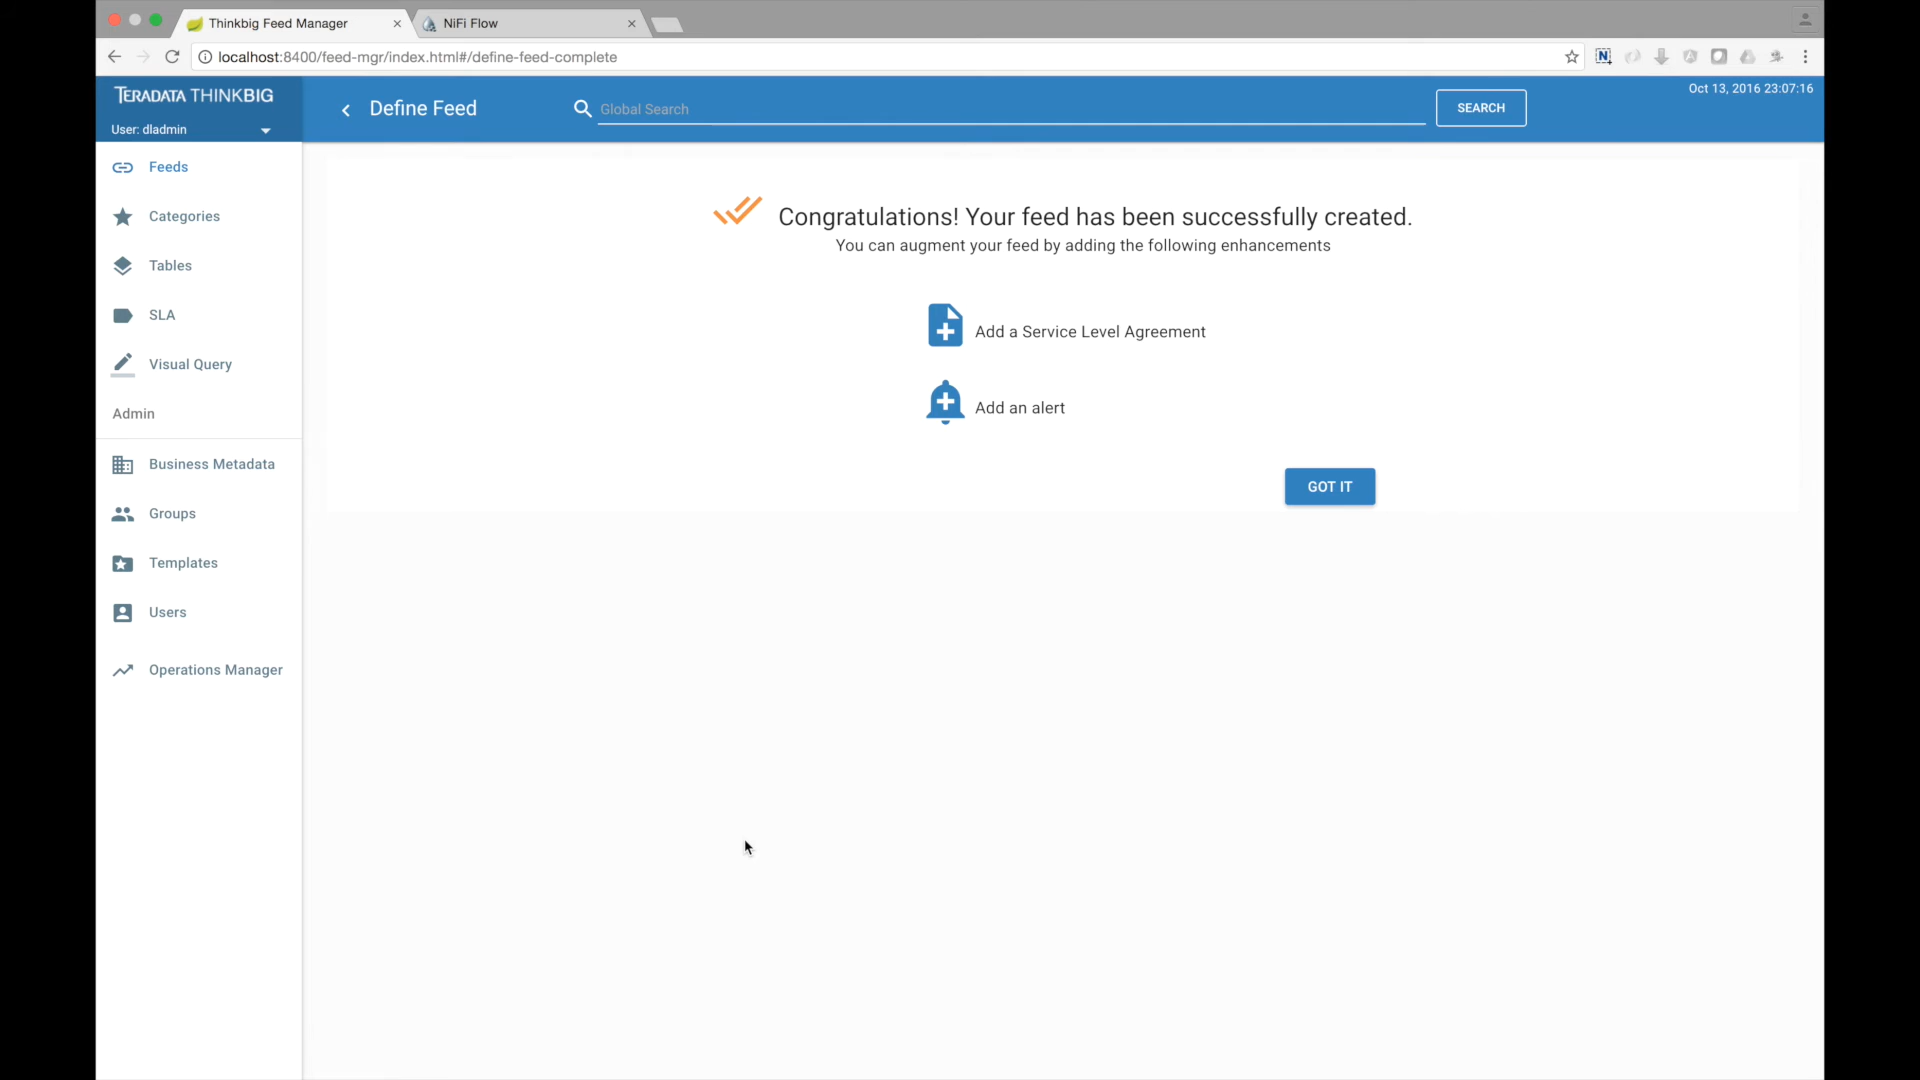 Thinkbig Feed Manager
NiFi Flow
localhost:8400/feed-mgr/index.html#/define-feed-complete
TERADATA THINKBIG
User: dladmin
Define Feed
Global Search
SEARCH
Oct 13, 2016 23:07:16
Feeds
Categories
Tables
SLA
Visual Query
Admin
Business Metadata
Groups
Templates
Users
Operations Manager
Congratulations! Your feed has been successfully created.
You can augment your feed by adding the following enhancements
Add a Service Level Agreement
Add an alert
GOT IT